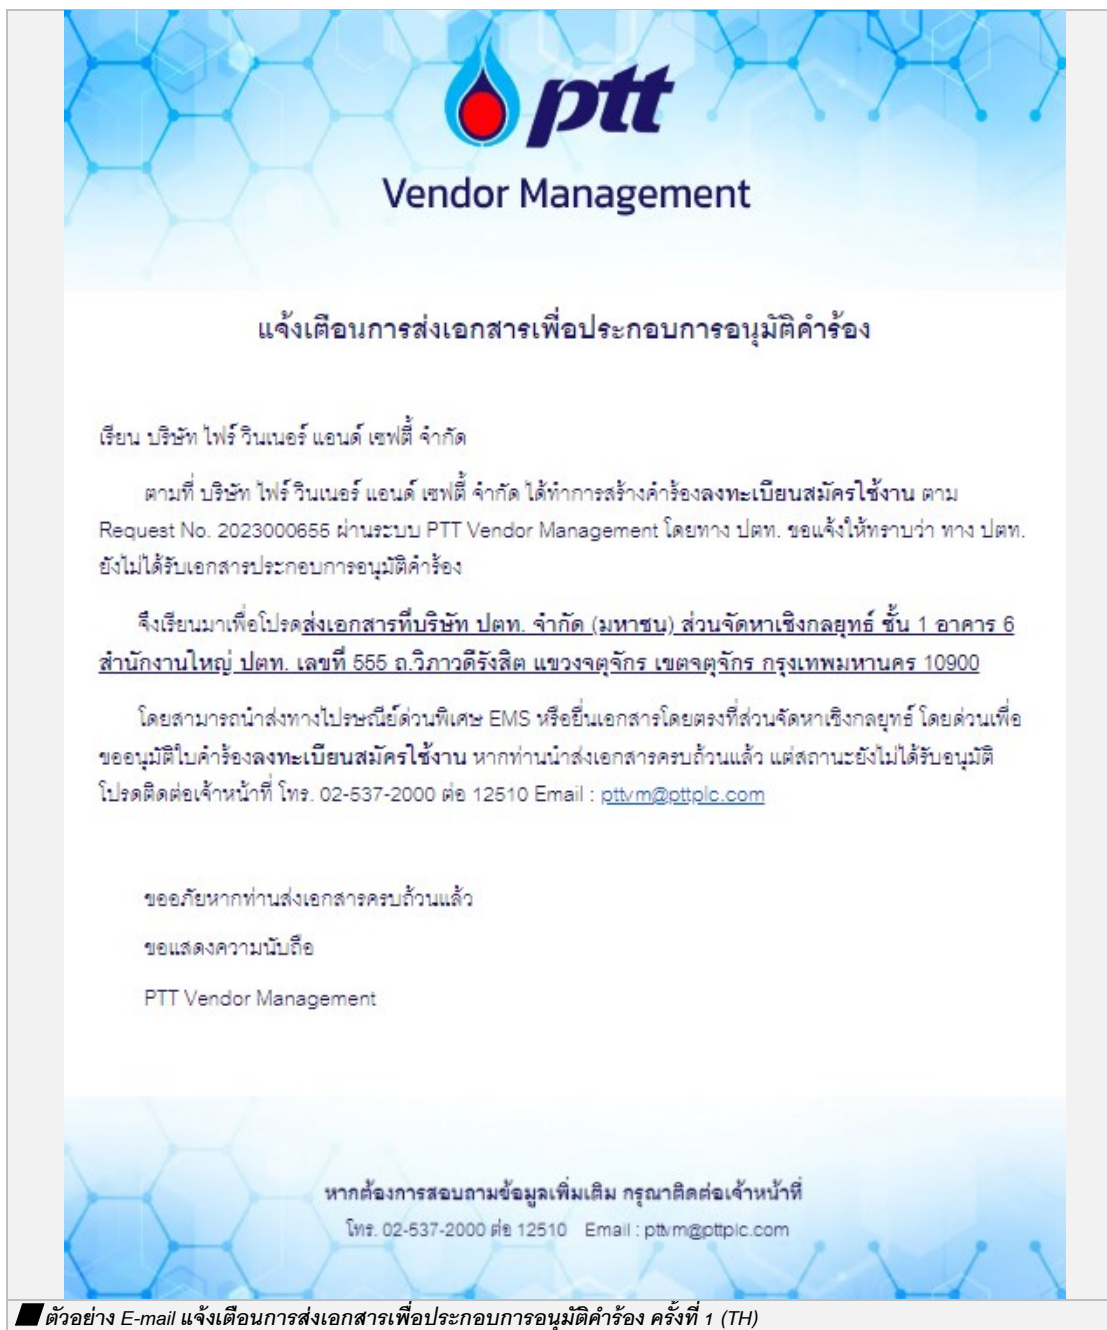 ptt
Vendor Management
แจ้งเตือนการส่งเอกสารเพื่อประกอบการอนุมัติคำร้อง
เรียน บริษัท ไฟร์ วินเนอร์ แอนด์ เซฟตี้ จำกัด
ตามที่ บริษัท ไฟร์ วินเนอร์ แอนด์ เซฟตี้ จำกัด ได้ทำการสร้างคำร้องลงทะเบียนสมัครใช้งาน ตาม
Request No. 2023000655 ผ่านระบบ PTT Vendor Management โดยทาง ปตท. ขอแจ้งให้ทราบว่า ทาง ปตท.
ยังไม่ได้รับเอกสารประกอบการอนุมัติคำร้อง
จึงเรียนมาเพื่อโปรดส่งเอกสารที่บริษัท ปตท. จำกัด (มหาชน) ส่วนจัดหาเชิงกลยุทธ์ ชั้น 1 อาคาร 6
สำนักงานใหญ่ ปตท. เลขที่ 555 ถ.วิภาวดีรังสิต แขวงจตุจักร เขตจตุจักร กรุงเทพมหานคร 10900
โดยสามารถนำส่งทางไปรษณีย์ด่วนพิเศษ EMS หรือยื่นเอกสารโดยตรงที่ส่วนจัดหาเชิงกลยุทธ์ โดยด่วนเพื่อ
ขออนุมัติใบคำร้องลงทะเบียนสมัครใช้งาน หากท่านนำส่งเอกสารครบถ้วนแล้ว แต่สถานะยังไม่ได้รับอนุมัติ
โปรดติดต่อเจ้าหน้าที่ โทร. 02-537-2000 ต่อ 12510 Email : pttvm@pttplc.com
ขออภัยหากท่านส่งเอกสารครบถ้วนแล้ว
ขอแสดงความนับถือ
PTT Vendor Management
หากต้องการสอบถามข้อมูลเพิ่มเติม กรุณาติดต่อเจ้าหน้าที่
โทร. 02-537-2000 ต่อ 12510 Email : pttvm@pttplc.com
ตัวอย่าง E-mail แจ้งเตือนการส่งเอกสารเพื่อประกอบการอนุมัติคำร้อง ครั้งที่ 1 (TH)